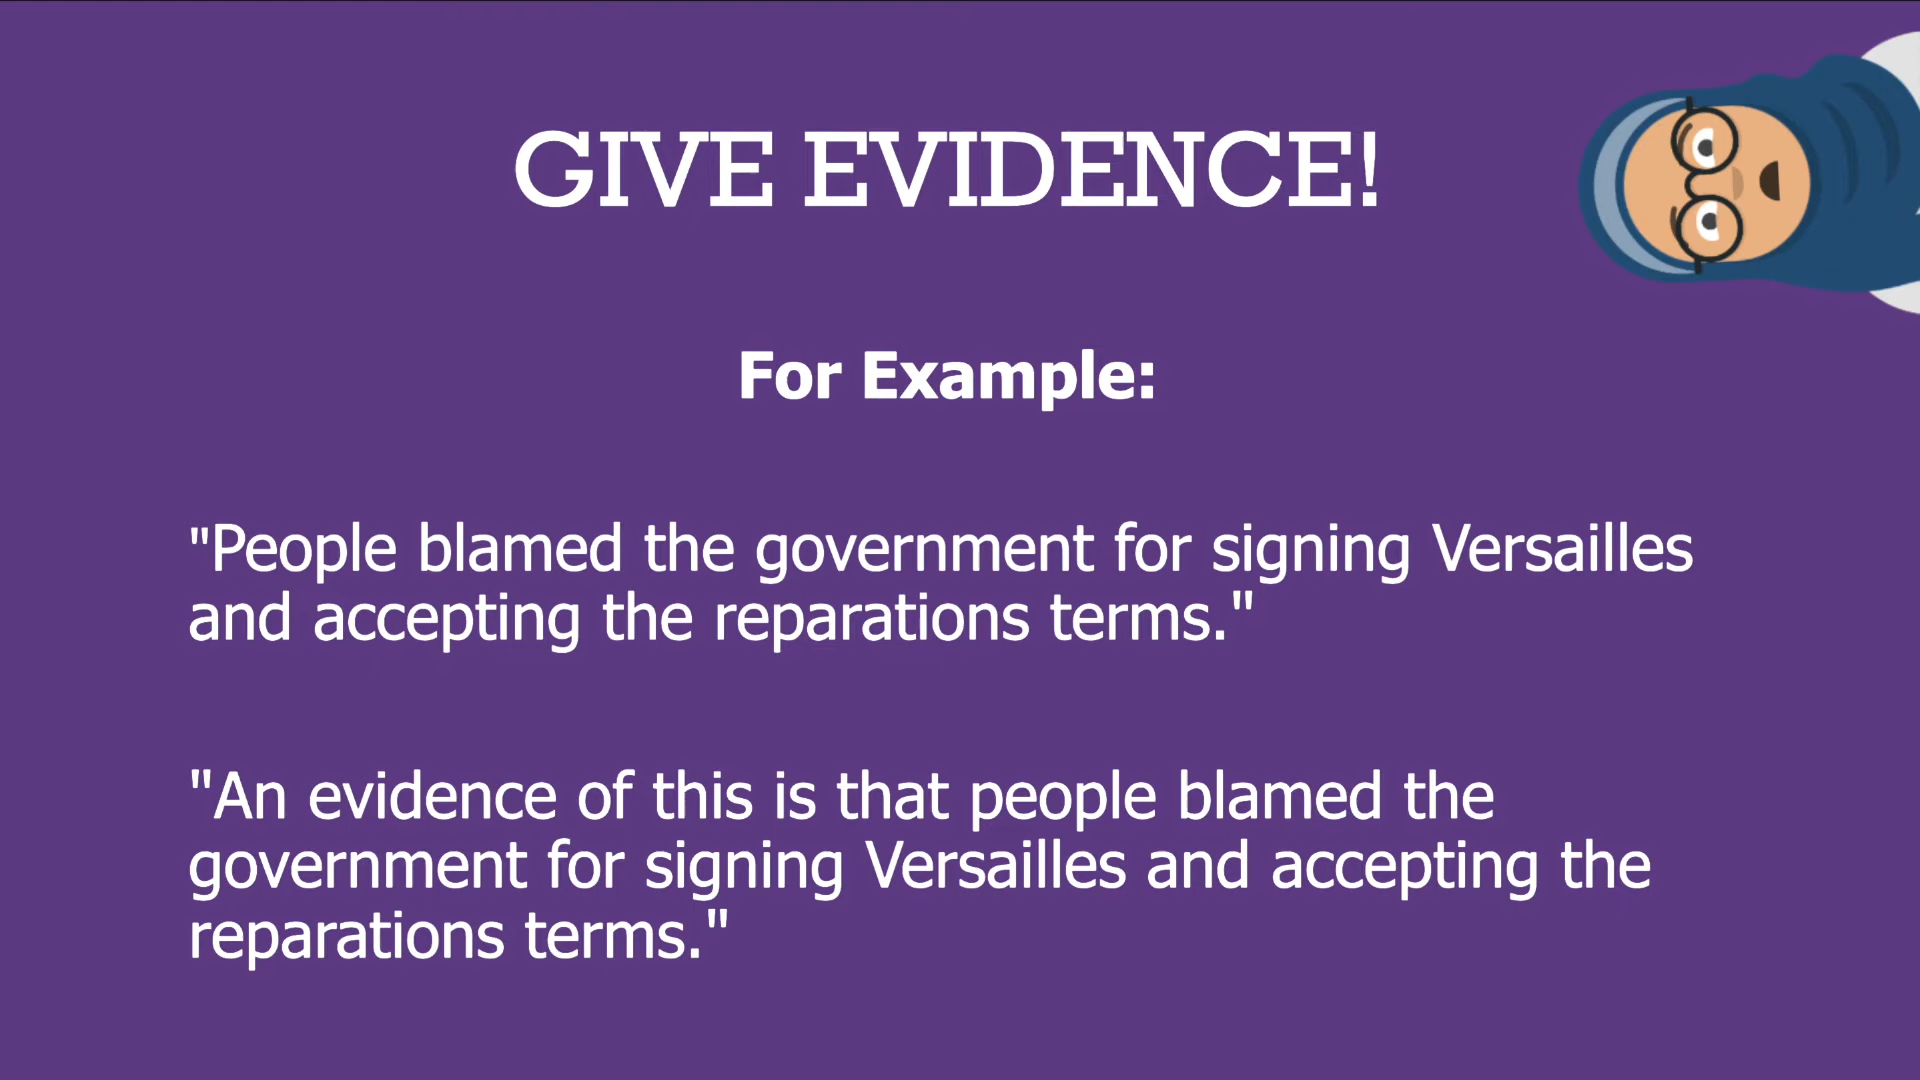 GIVE EVIDENCE!
For Example:
"People blamed the government for signing Versailles
and accepting the reparations terms."
"An evidence of this is that people blamed the
government for signing Versailles and accepting the
reparations terms."